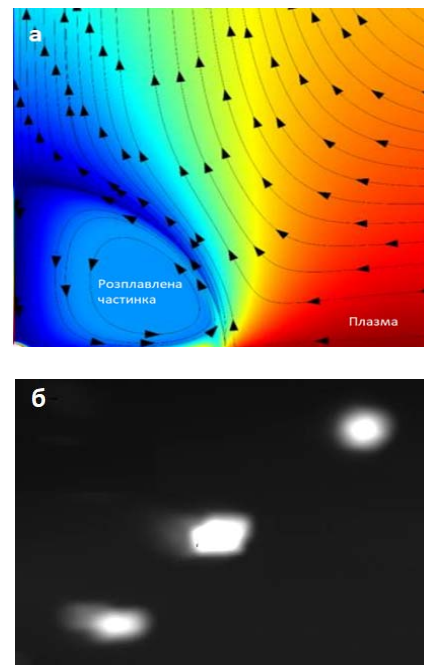 а
Розплавлена
частинка
Плазма
б